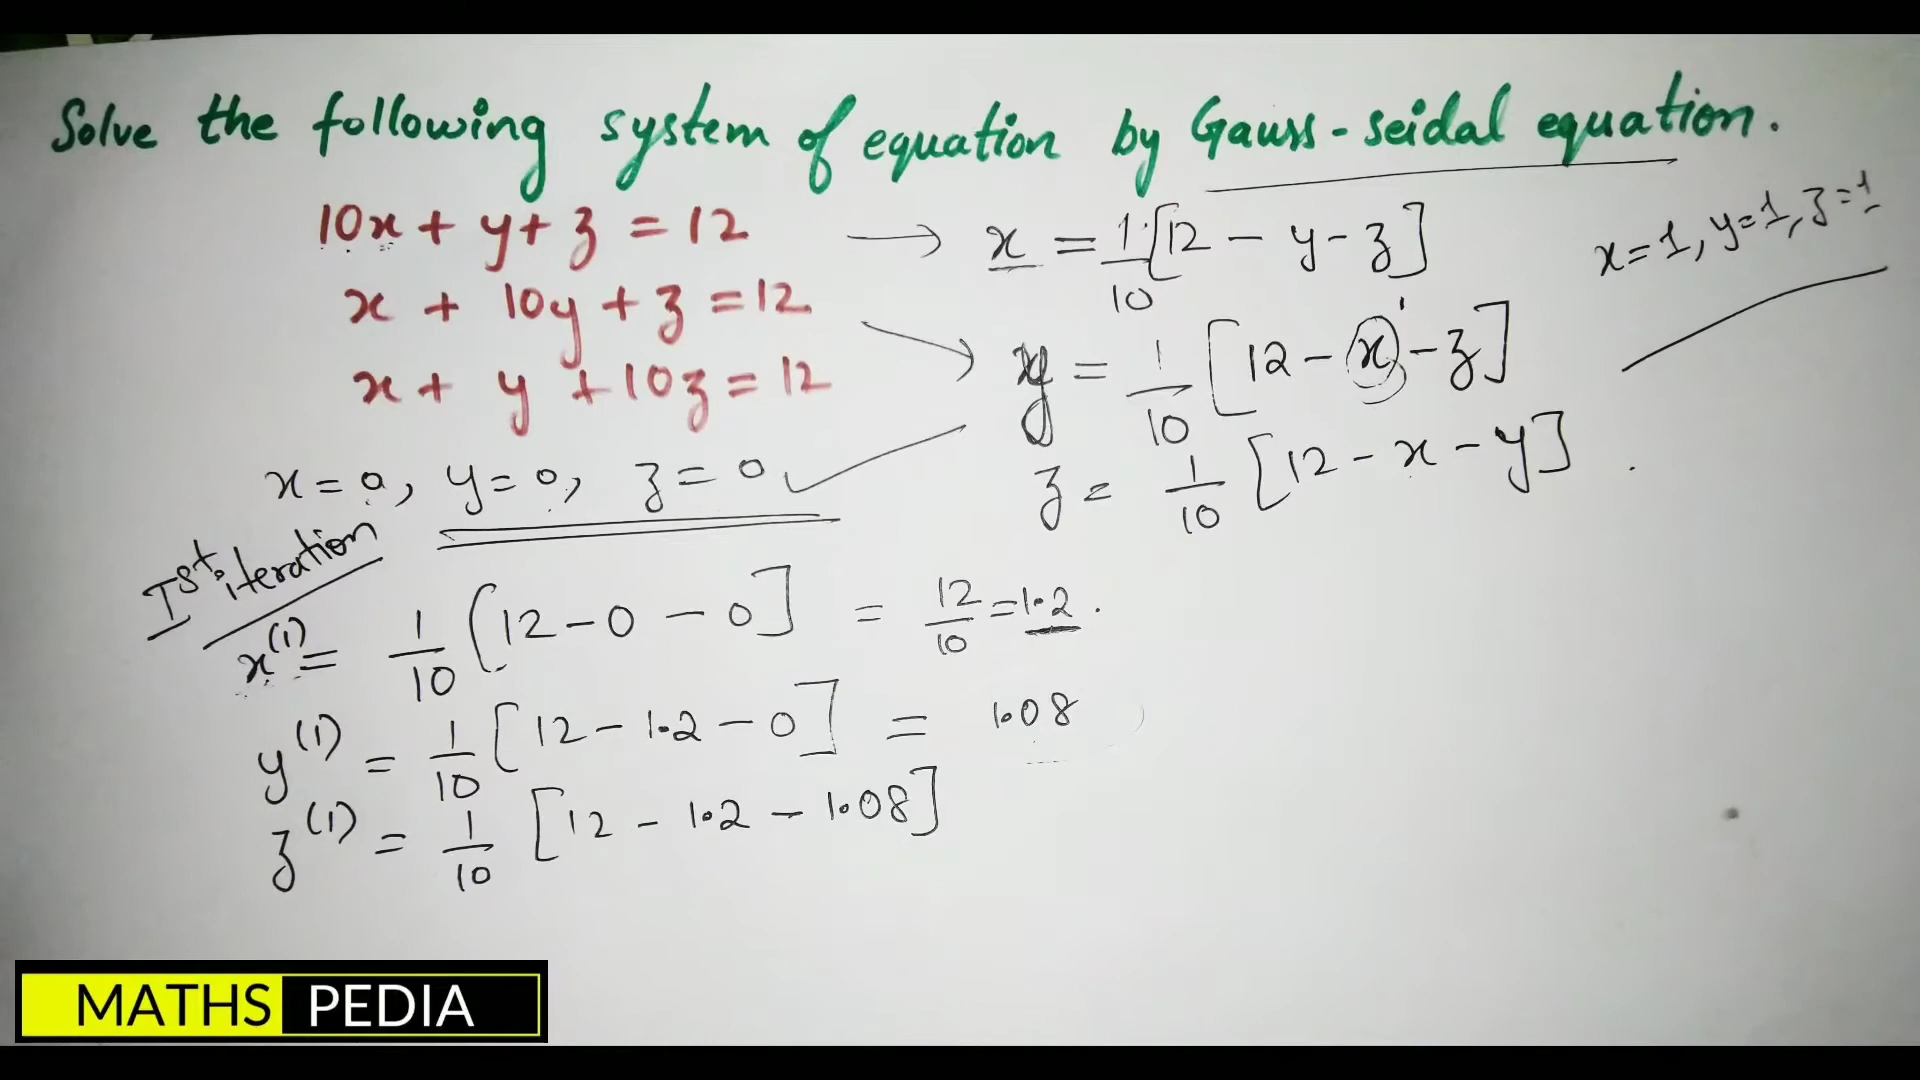 Solve the following system of equation by Gauss-seidal equation.
10x + y + z = 12 → x = 1/10 [12 - y - z]
x = 1, y = 1, z = 1
x + 10y + z = 12 → y = 1/10 [12 - x - z]
x + y + 10z = 12
z = 1/10 [12 - x - y]
x = 0, y = 0, z = 0
Ist iteration
x^(1) = 1/10 [12 - 0 - 0] = 12/10 = 1.2.
y^(1) = 1/10 [12 - 1.2 - 0] = 1.08
z^(1) = 1/10 [12 - 1.2 - 1.08]
MATHS PEDIA